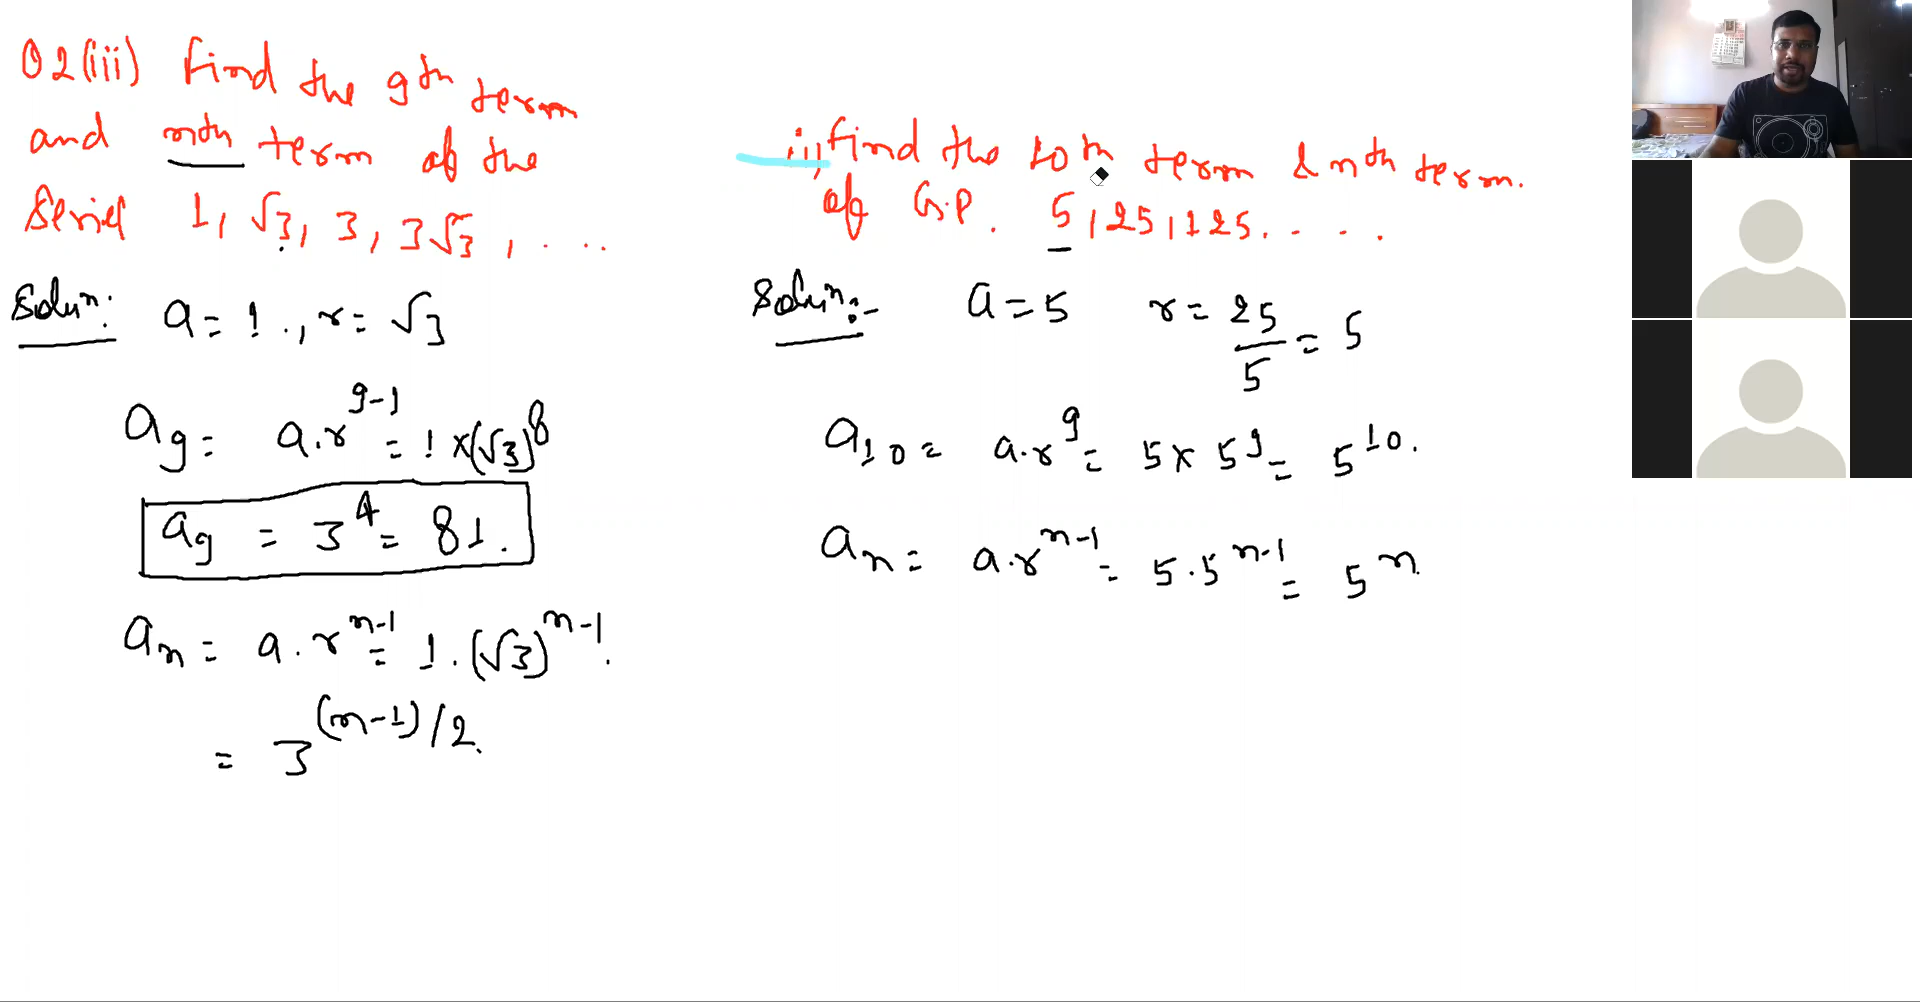 Q2(iii) Find the 9th term
and nth term of the
Series 1, √3, 3, 3√3, ....
Soln: a = 1., r = √3
a9 = a.r^9-1 = 1 x(√3)^8
a9 = 3^4 = 81.
an = a.r^n-1 = 1.(√3)^n-1.
= 3^(n-1)/2.
ii, Find the 10th term & nth term.
of G.P. 5, 25, 125.....
Soln:- a = 5 r = 25/5 = 5
a10 = a.r^9 = 5 x 5^9 = 5^10.
an = a.r^n-1 = 5.5^n-1 = 5^n.